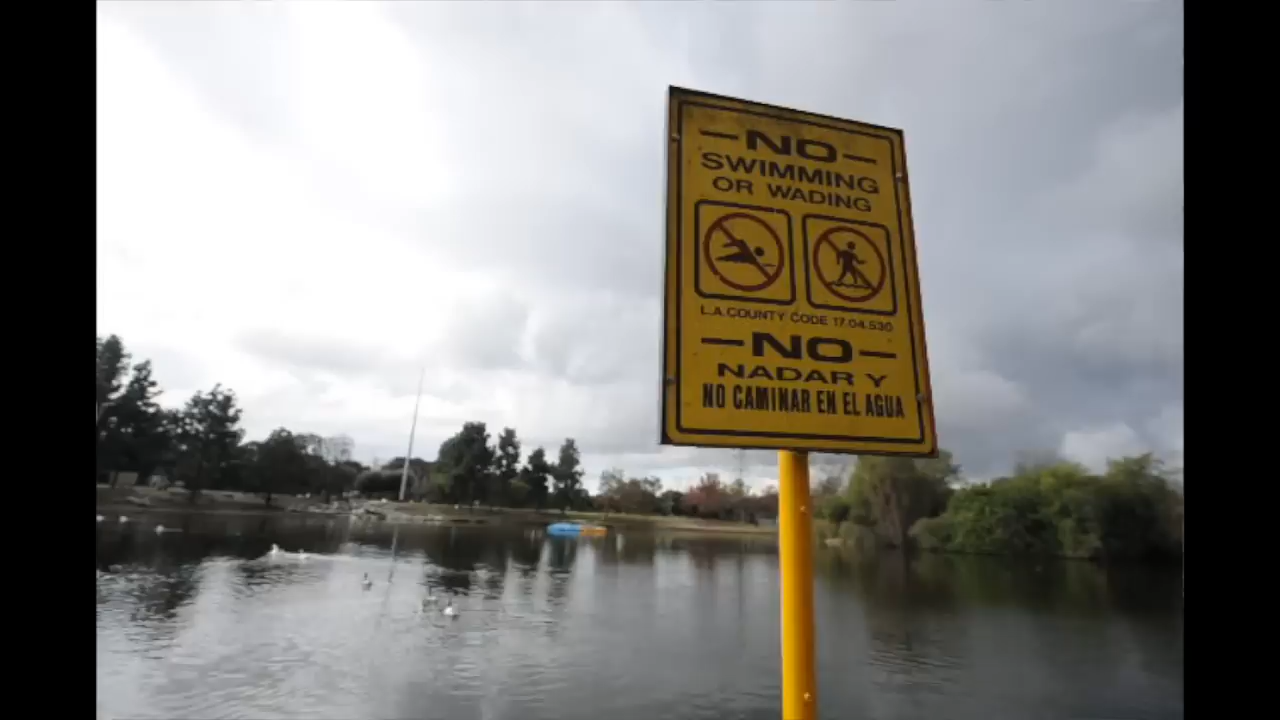 NO
SWIMMING
OR WADING
L.A. COUNTY CODE 17.04.530
NO
NADAR Y
NO CAMINAR EN EL AGUA